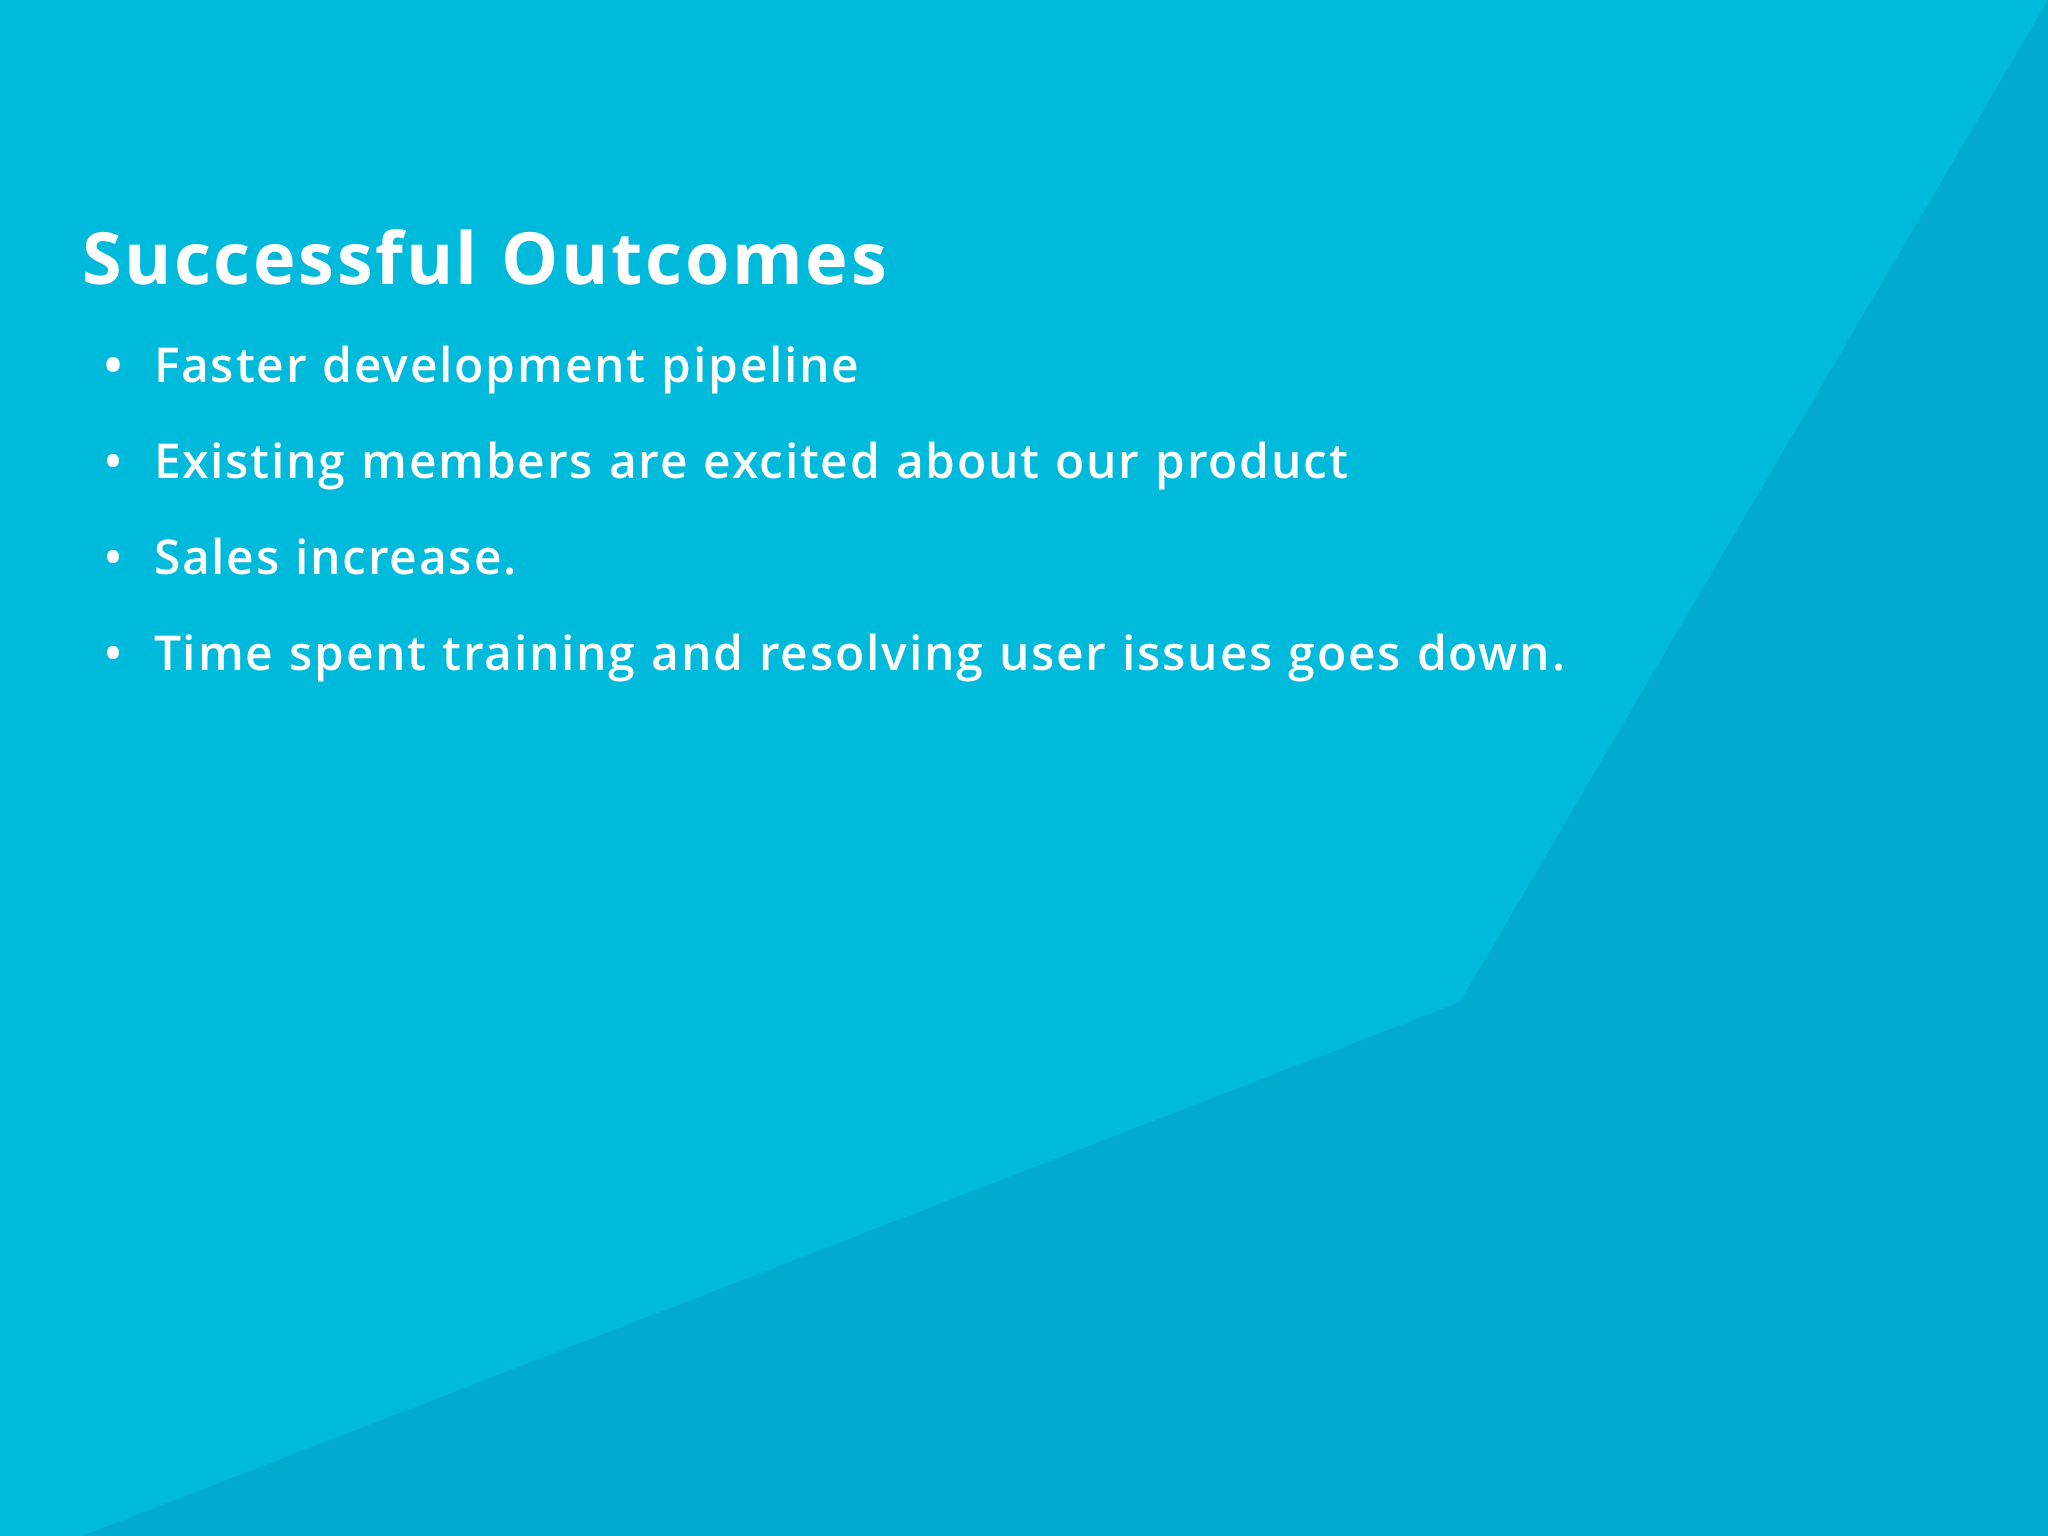 Successful Outcomes
• Faster development pipeline
• Existing members are excited about our product
• Sales increase.
• Time spent training and resolving user issues goes down.